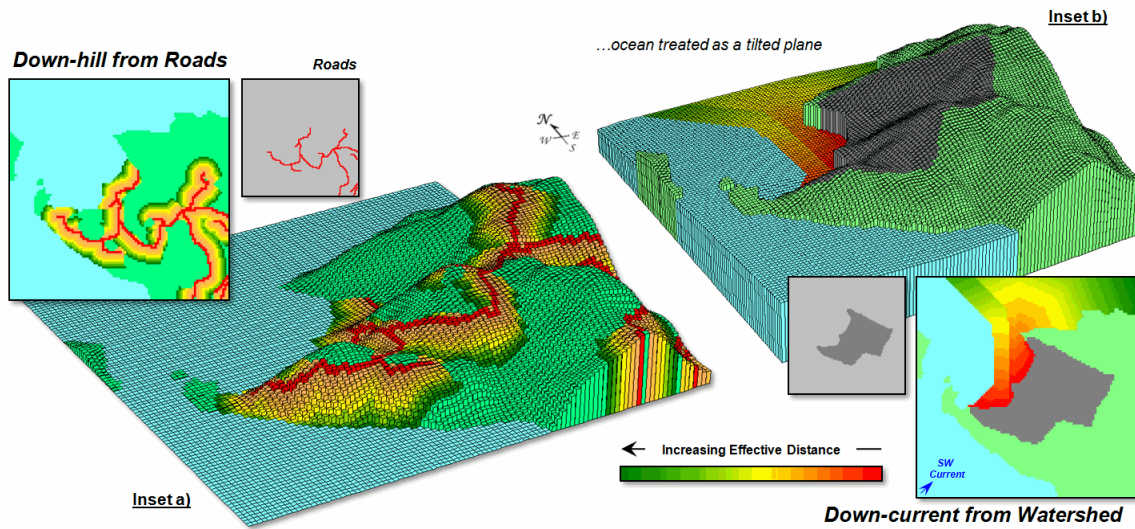 Inset b)
Down-hill from Roads
Roads
…ocean treated as a tilted plane
N
W E
S
Increasing Effective Distance
Inset a)
SW
Current
Down-current from Watershed